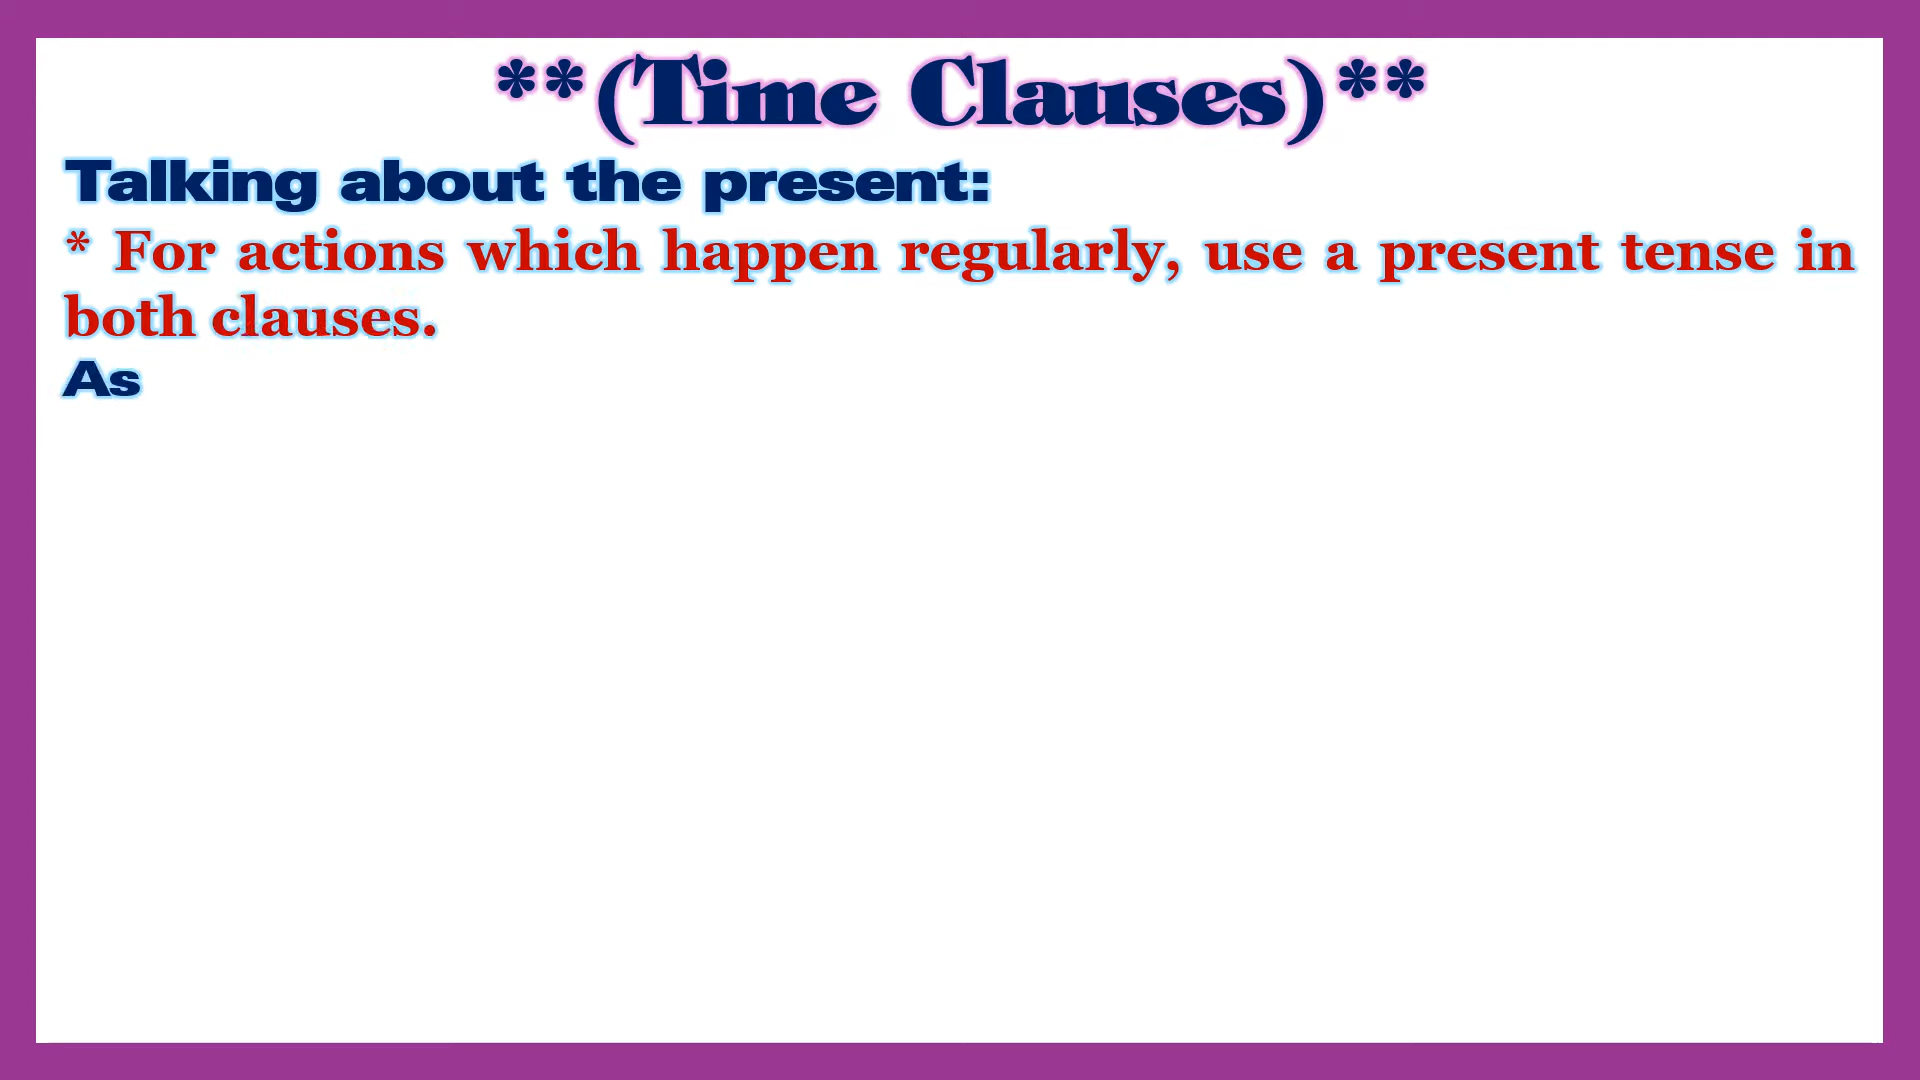 **(Time Clauses)**
Talking about the present:
* For actions which happen regularly, use a present tense in
both clauses.
As